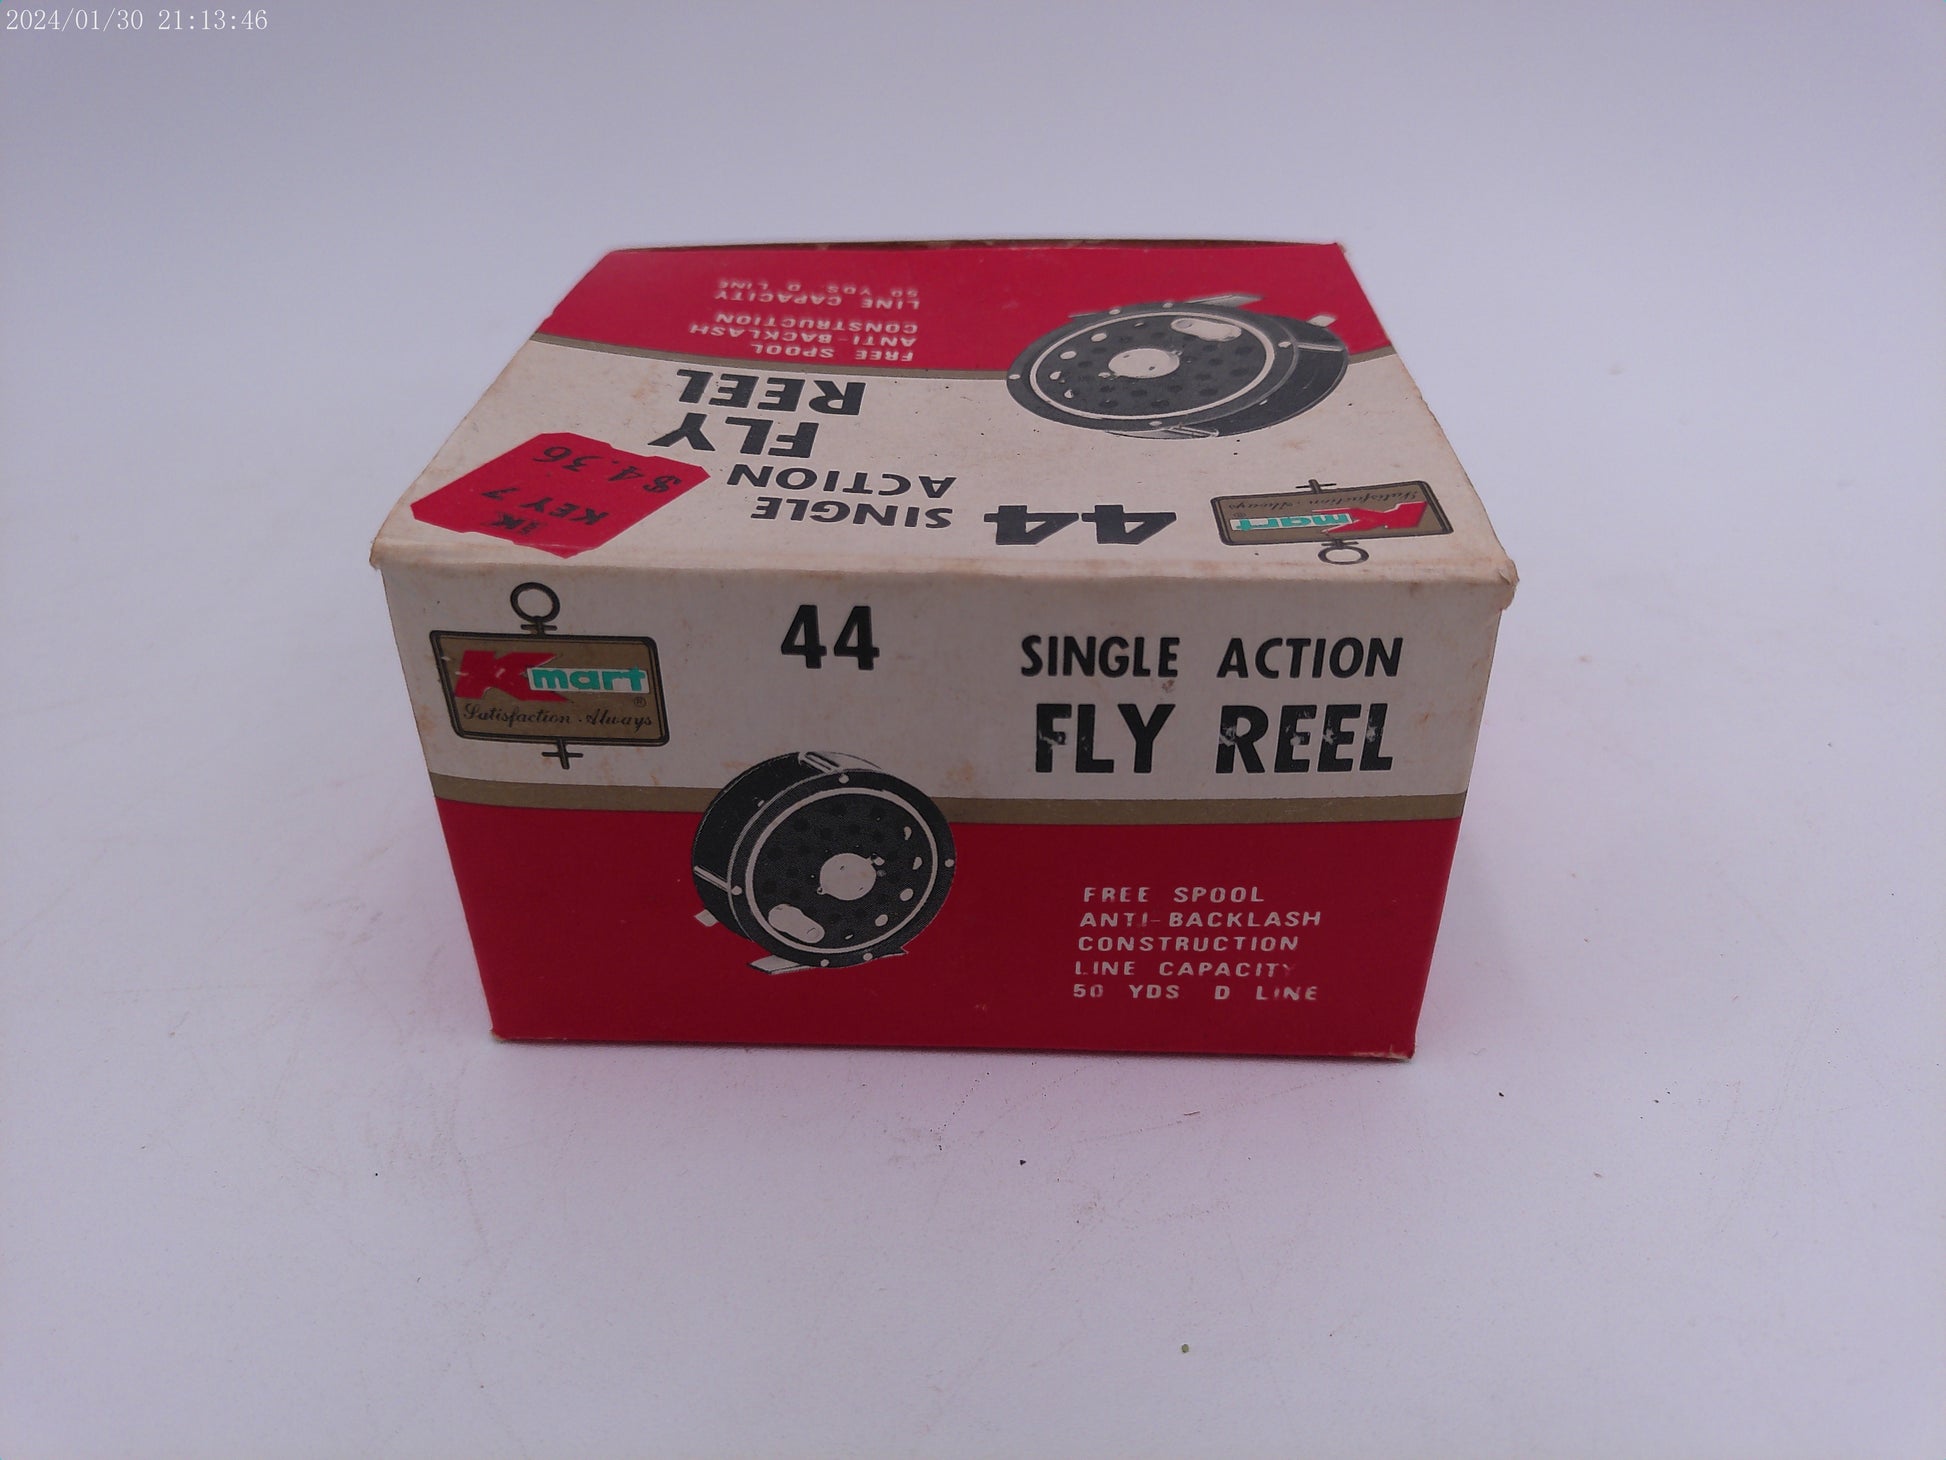 2024/01/30 21:13:46
FREE SPOOL
ANTI-BACKLASH
CONSTRUCTION
LINE CAPACITY
50 YDS D LINE
44 SINGLE
ACTION
FLY
REEL
K mart ®
Satisfaction Always
KEY 7
$4.36
K mart ®
Satisfaction Always
44
SINGLE ACTION
FLY REEL
FREE SPOOL
ANTI-BACKLASH
CONSTRUCTION
LINE CAPACITY
50 YDS D LINE